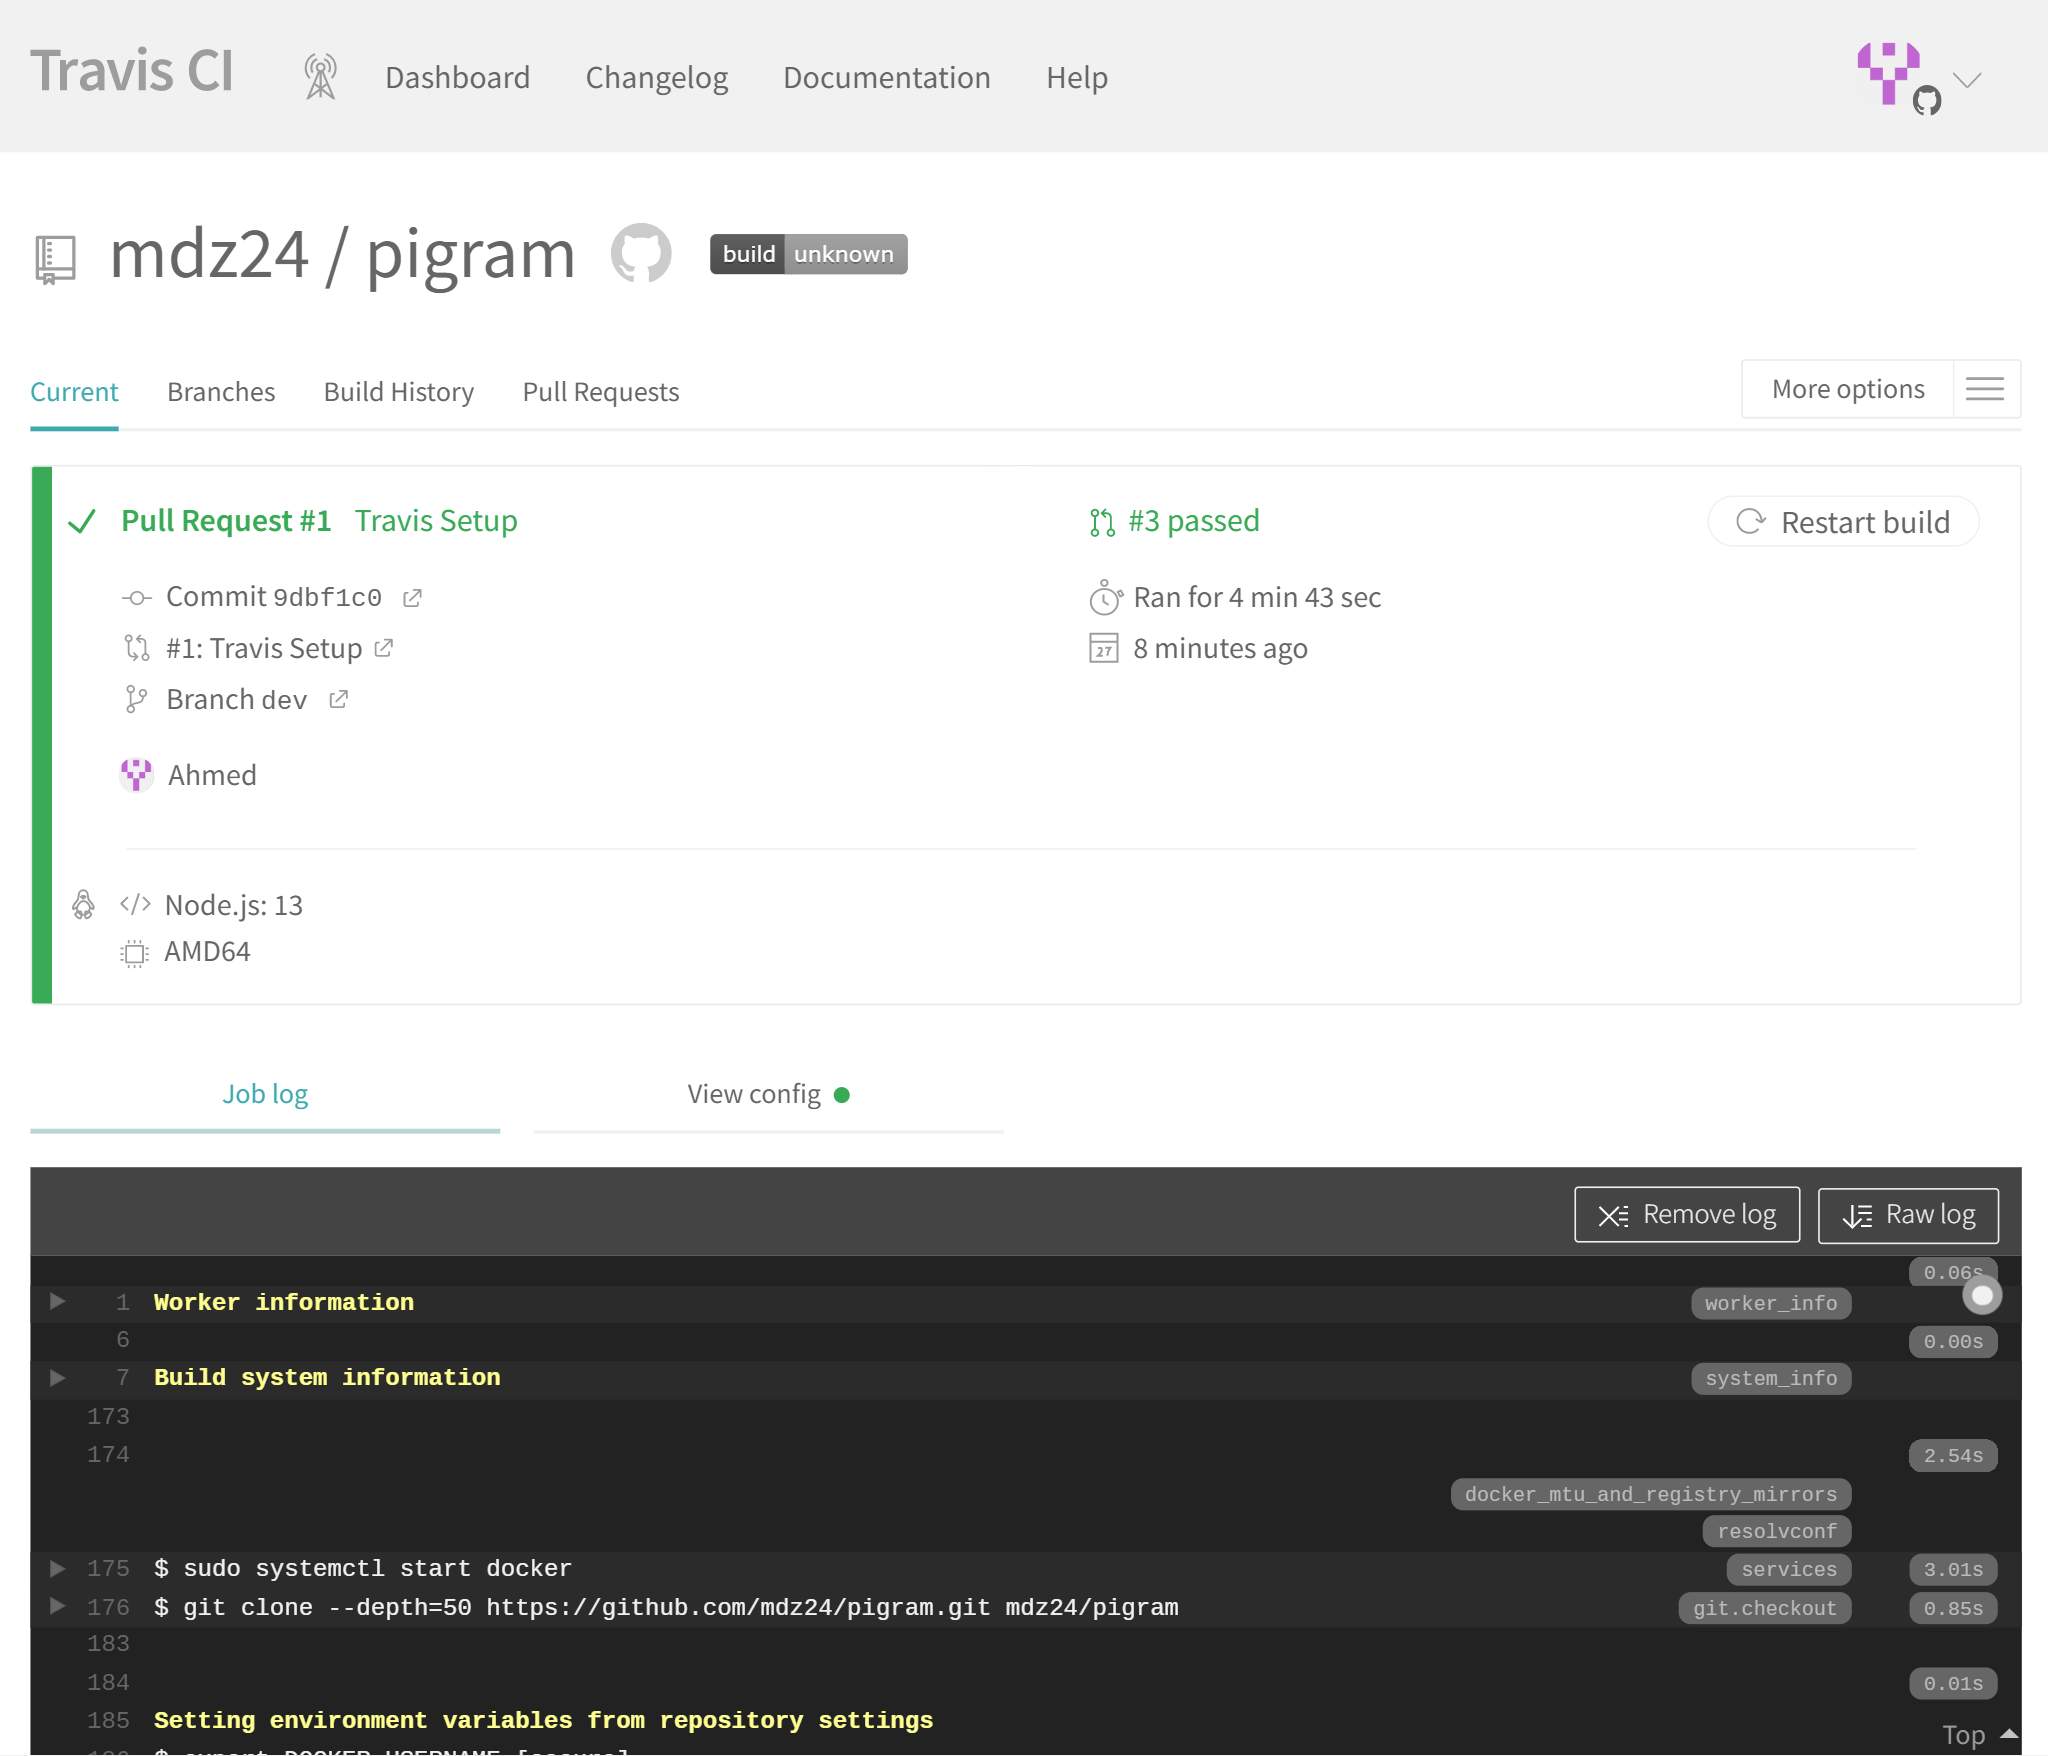 Travis CI Dashboard Changelog Documentation Help
mdz24 / pigram build unknown
Current Branches Build History Pull Requests More options
Pull Request #1 Travis Setup #3 passed Restart build
Commit 9dbf1c0 Ran for 4 min 43 sec
#1: Travis Setup 27 8 minutes ago
Branch dev
Ahmed
</> Node.js: 13
AMD64
Job log View config
Remove log Raw log
0.06s
1 Worker information worker_info
6 0.00s
7 Build system information system_info
173
174 2.54s
docker_mtu_and_registry_mirrors
resolvconf
175 $ sudo systemctl start docker services 3.01s
176 $ git clone --depth=50 https://github.com/mdz24/pigram.git mdz24/pigram git.checkout 0.85s
183
184 0.01s
185 Setting environment variables from repository settings
Top
$ export DOCKER_USERNAME=[secure]